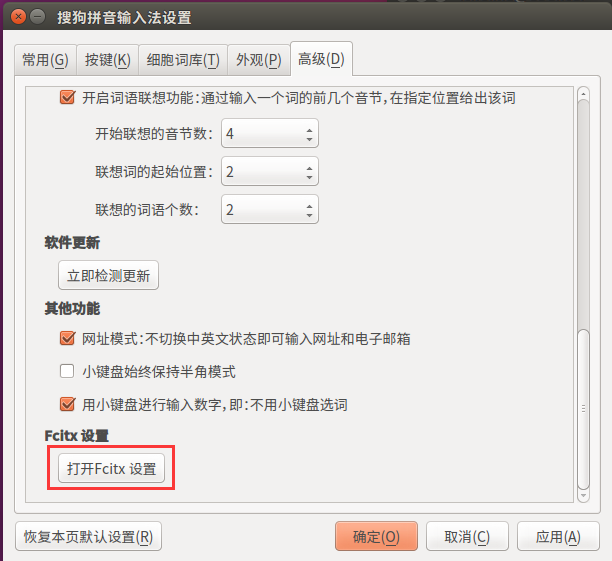 搜狗拼音输入法设置
常用(G) 按键(K) 细胞词库(T) 外观(P) 高级(D)
开启词语联想功能：通过输入一个词的前几个音节，在指定位置给出该词
开始联想的音节数： 4
联想词的起始位置： 2
联想的词语个数： 2
软件更新
立即检测更新
其他功能
网址模式：不切换中英文状态即可输入网址和电子邮箱
小键盘始终保持半角模式
用小键盘进行输入数字，即：不用小键盘选词
Fcitx 设置
打开Fcitx 设置
恢复本页默认设置(R) 确定(O) 取消(C) 应用(A)